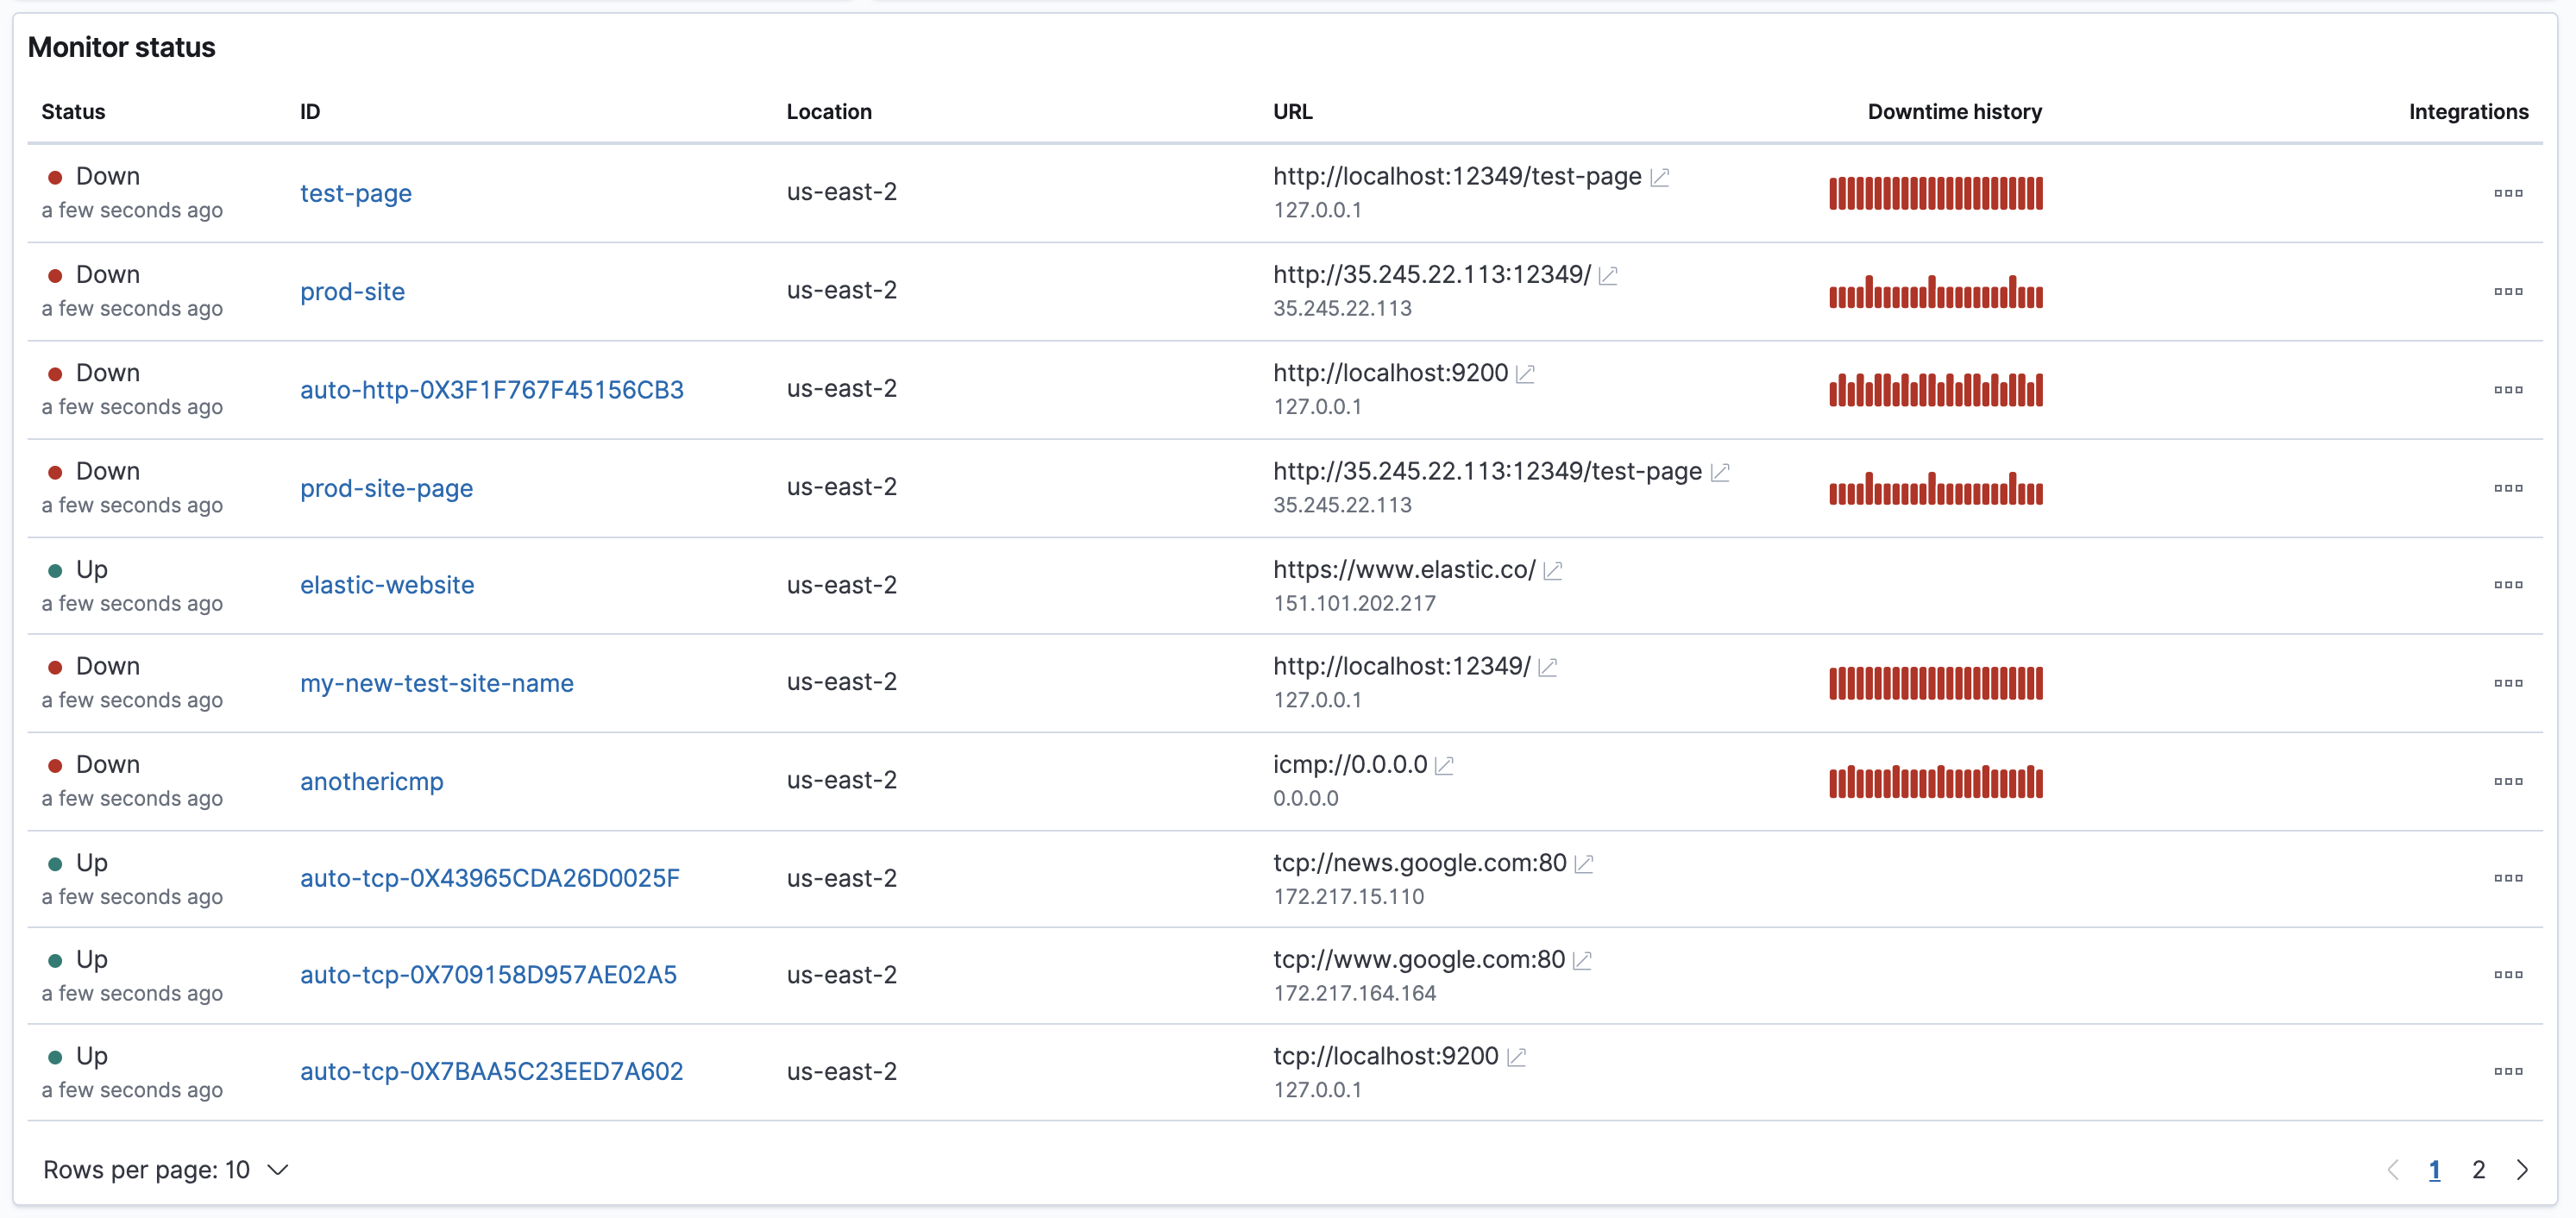 Monitor status
Status ID Location URL Downtime history Integrations
Down
a few seconds ago
test-page
us-east-2
http://localhost:12349/test-page
127.0.0.1
Down
a few seconds ago
prod-site
us-east-2
http://35.245.22.113:12349/
35.245.22.113
Down
a few seconds ago
auto-http-0X3F1F767F45156CB3
us-east-2
http://localhost:9200
127.0.0.1
Down
a few seconds ago
prod-site-page
us-east-2
http://35.245.22.113:12349/test-page
35.245.22.113
Up
a few seconds ago
elastic-website
us-east-2
https://www.elastic.co/
151.101.202.217
Down
a few seconds ago
my-new-test-site-name
us-east-2
http://localhost:12349/
127.0.0.1
Down
a few seconds ago
anothericmp
us-east-2
icmp://0.0.0.0
0.0.0.0
Up
a few seconds ago
auto-tcp-0X43965CDA26D0025F
us-east-2
tcp://news.google.com:80
172.217.15.110
Up
a few seconds ago
auto-tcp-0X709158D957AE02A5
us-east-2
tcp://www.google.com:80
172.217.164.164
Up
a few seconds ago
auto-tcp-0X7BAA5C23EED7A602
us-east-2
tcp://localhost:9200
127.0.0.1
Rows per page: 10
1 2